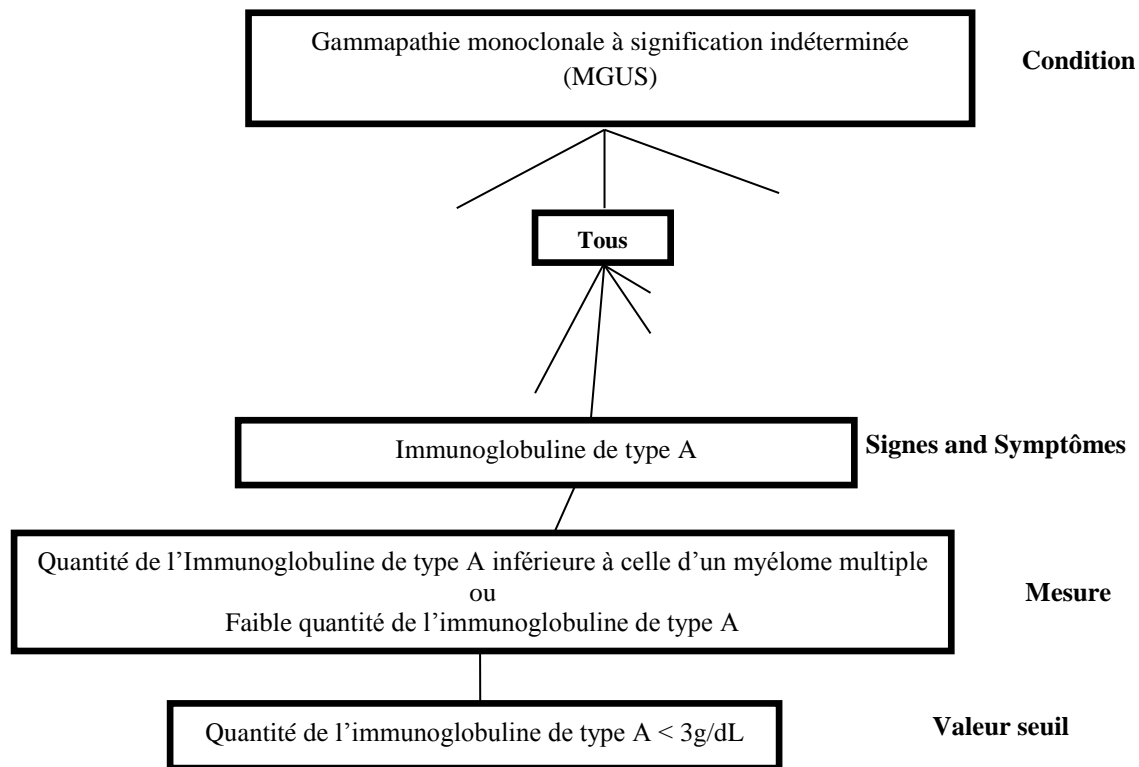 Gammapathie monoclonale à signification indéterminée
(MGUS)
Condition
Tous
Immunoglobuline de type A
Signes and Symptômes
Quantité de l’Immunoglobuline de type A inférieure à celle d’un myélome multiple
ou
Faible quantité de l’immunoglobuline de type A
Mesure
Quantité de l’immunoglobuline de type A < 3g/dL
Valeur seuil